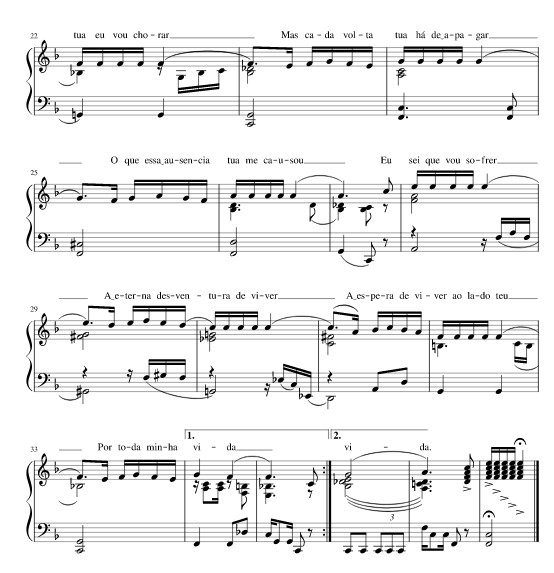 22 tua eu vou cho-rar Mas ca-da vol-ta tua há de a-pa-gar
25 O que essa au-sen-cia tua me ca-u-sou Eu sei que vou so-frer
29 A e-ter-na des-ven-tu-ra de vi-ver A es-pe-ra de vi-ver ao la-do teu
1. 2.
33 Por to-da min-ha vi-da vi-da.
3